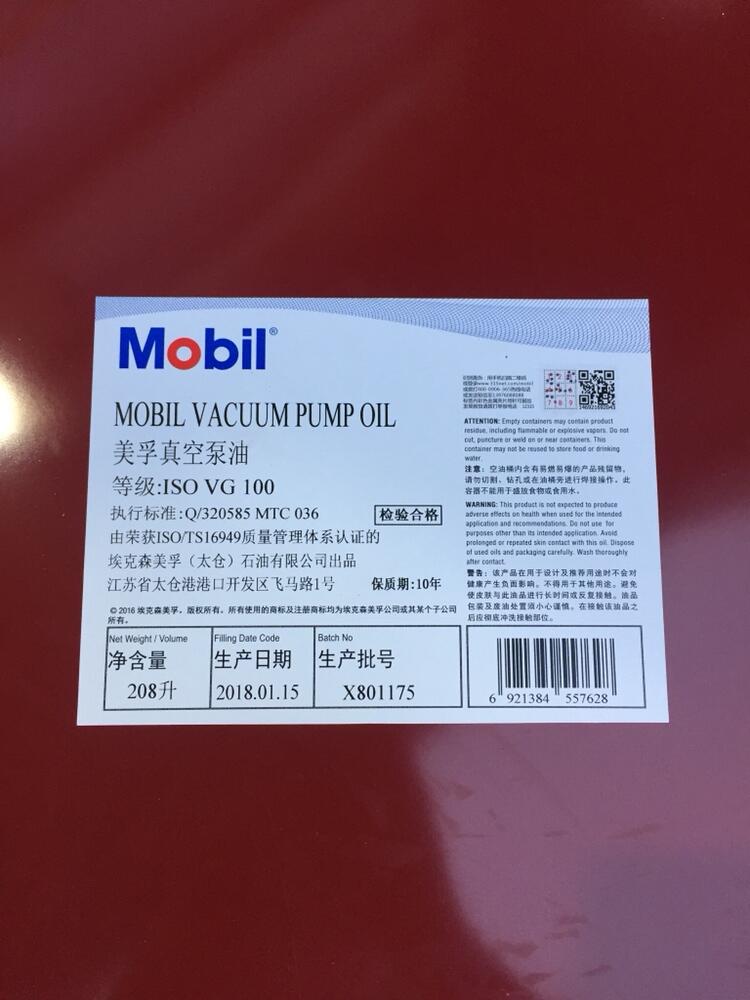 Mobil®
MOBIL VACUUM PUMP OIL
美孚真空泵油
等级:ISO VG 100
执行标准:Q/320585 MTC 036
检验合格
由荣获ISO/TS16949质量管理体系认证的
埃克森美孚（太仓）石油有限公司出品
江苏省太仓港港口开发区飞马路1号
保质期:10年
© 2016 埃克森美孚。版权所有。所有使用的商标及注册商标均为埃克森美孚公司或其某个子公司
所有。
Net Weight / Volume
净含量
208升
Filling Date Code
生产日期
2018.01.15
Batch No
生产批号
X801175
ATTENTION: Empty containers may contain product
residue, including flammable or explosive vapors. Do not
cut, puncture or weld on or near containers. This
container may not be reused to store food or drinking
water.
注意：空油桶内含有易燃易爆的产品残留物，
请勿切割、钻孔或在油桶旁进行焊接操作。此
容器不能用于盛放食物或食用水。
WARNING: This product is not expected to produce
adverse effects on health when used for the intended
application and recommendations. Do not use for
purposes other than its intended application. Avoid
prolonged or repeated skin contact with this oil. Dispose
of used oils and packaging carefully. Wash thoroughly
after contact.
警告：该产品在用于设计及推荐用途时不会对
健康产生负面影响。不得用于其他用途。避免
使皮肤与此油品进行长时间或反复接触。油品
包装及废油处置须小心谨慎。在接触该油品之
后应彻底冲洗接触部位。
6 921384 557628